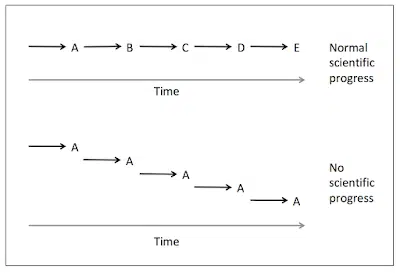 A B C D E
Normal
scientific
progress
Time
A
A
A
A
A
No
scientific
progress
Time